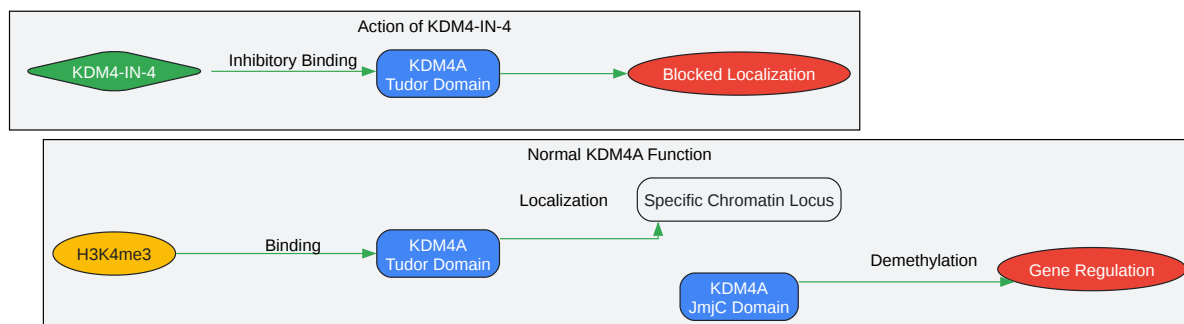 Action of KDM4-IN-4
KDM4-IN-4
Inhibitory Binding
KDM4A
Tudor Domain
Blocked Localization
Normal KDM4A Function
H3K4me3
Binding
KDM4A
Tudor Domain
Localization
Specific Chromatin Locus
KDM4A
JmjC Domain
Demethylation
Gene Regulation